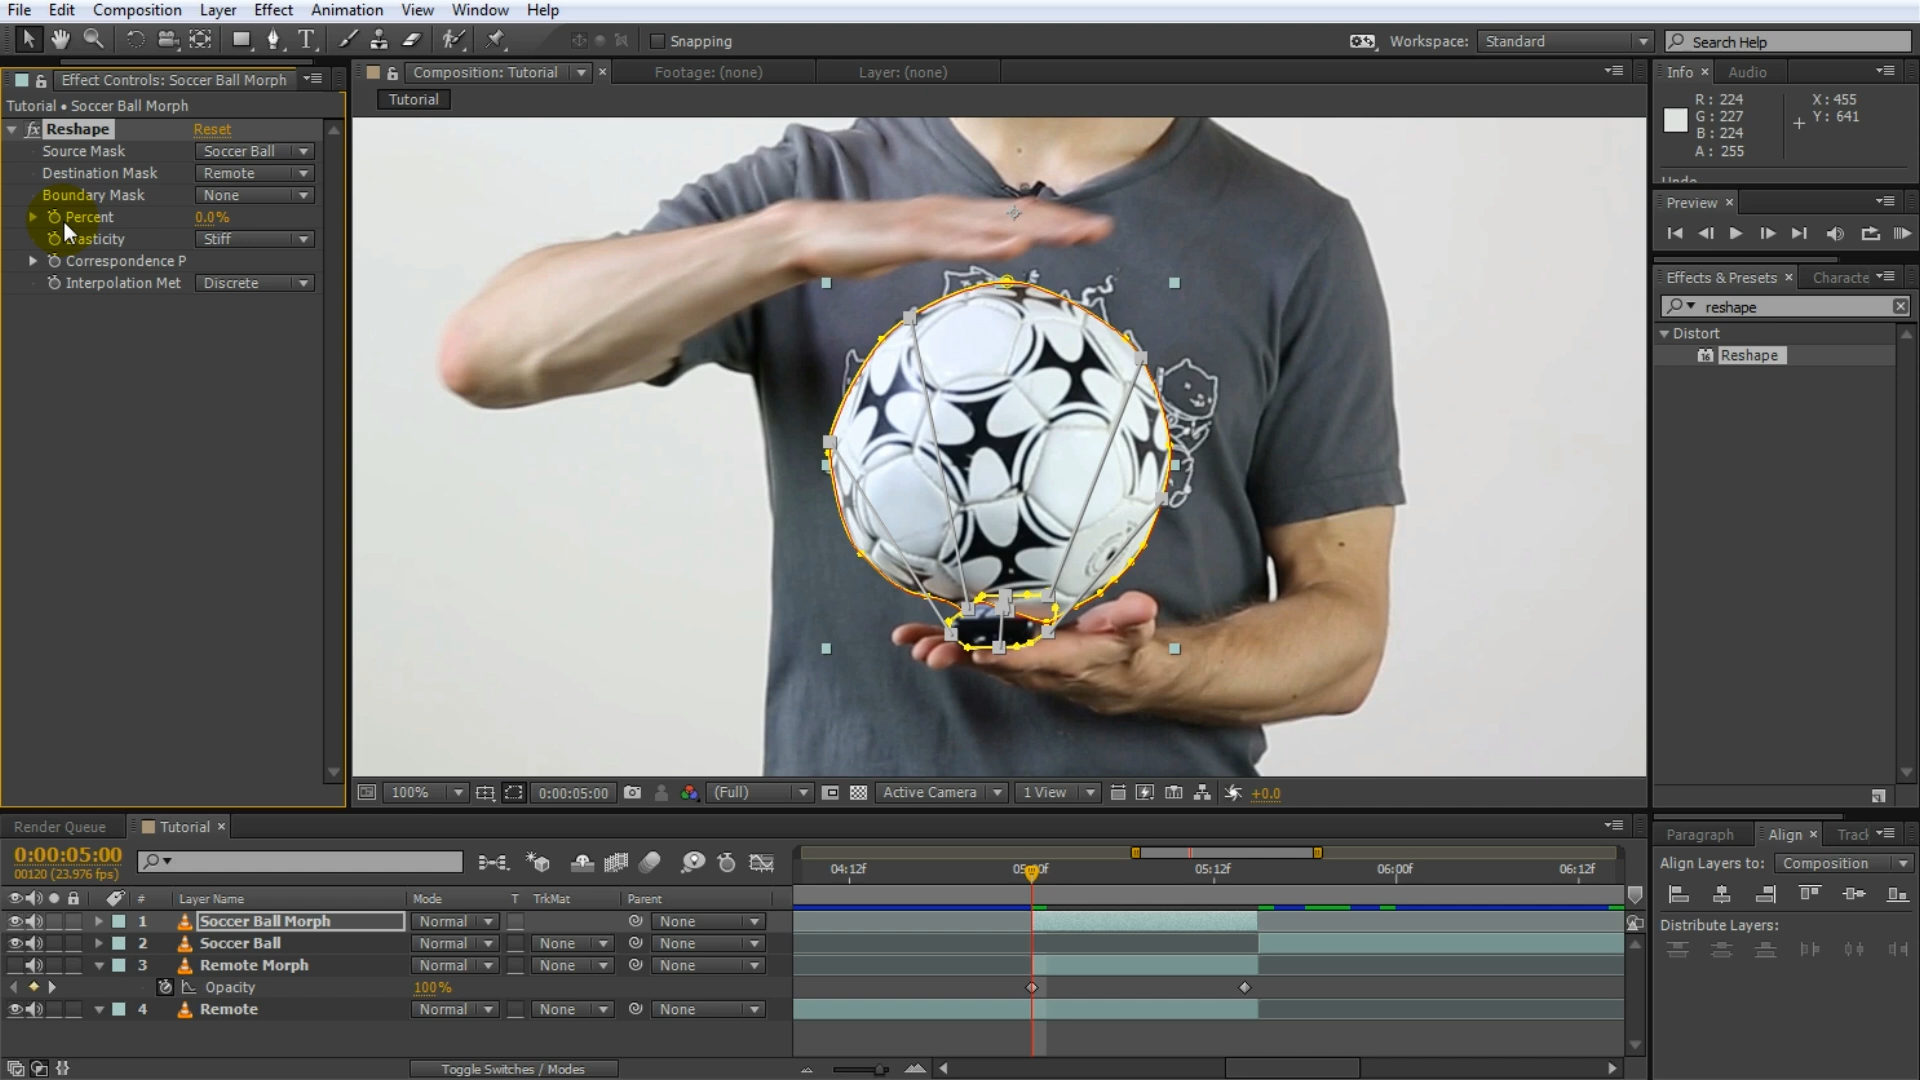 File Edit Composition Layer Effect Animation View Window Help
Snapping
Workspace: Standard
Search Help
Effect Controls: Soccer Ball Morph
Tutorial • Soccer Ball Morph
fx Reshape Reset
Source Mask Soccer Ball
Destination Mask Remote
Boundary Mask None
Percent 0.0%
Stiff
Correspondence P
Interpolation Met Discrete
Composition: Tutorial × Footage: (none) Layer: (none)
Tutorial
100% 0:00:05:00 (Full) Active Camera 1 View +0.0
Info × Audio
R: 224 X: 455
G: 227 Y: 641
B: 224
A: 255
Preview ×
Effects & Presets × Characte
reshape
Distort
Reshape
Render Queue Tutorial ×
0:00:05:00
00120 (23.976 fps)
04:12f 05:12f 06:00f 06:12f
# Layer Name Mode T TrkMat Parent
1 Soccer Ball Morph Normal None
2 Soccer Ball Normal None None
3 Remote Morph Normal None None
Opacity 100%
4 Remote Normal None None
Toggle Switches / Modes
Paragraph Align × Track
Align Layers to: Composition
Distribute Layers: